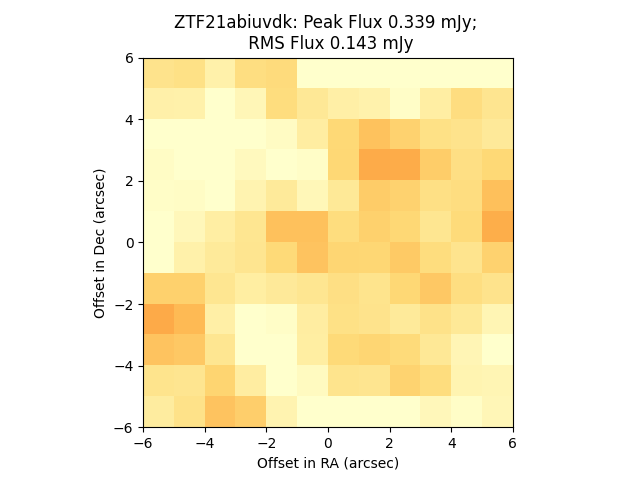 ZTF21abiuvdk: Peak Flux 0.339 mJy;
RMS Flux 0.143 mJy
6
4
2
0
−2
−4
−6
Offset in Dec (arcsec)
−6 −4 −2 0 2 4 6
Offset in RA (arcsec)